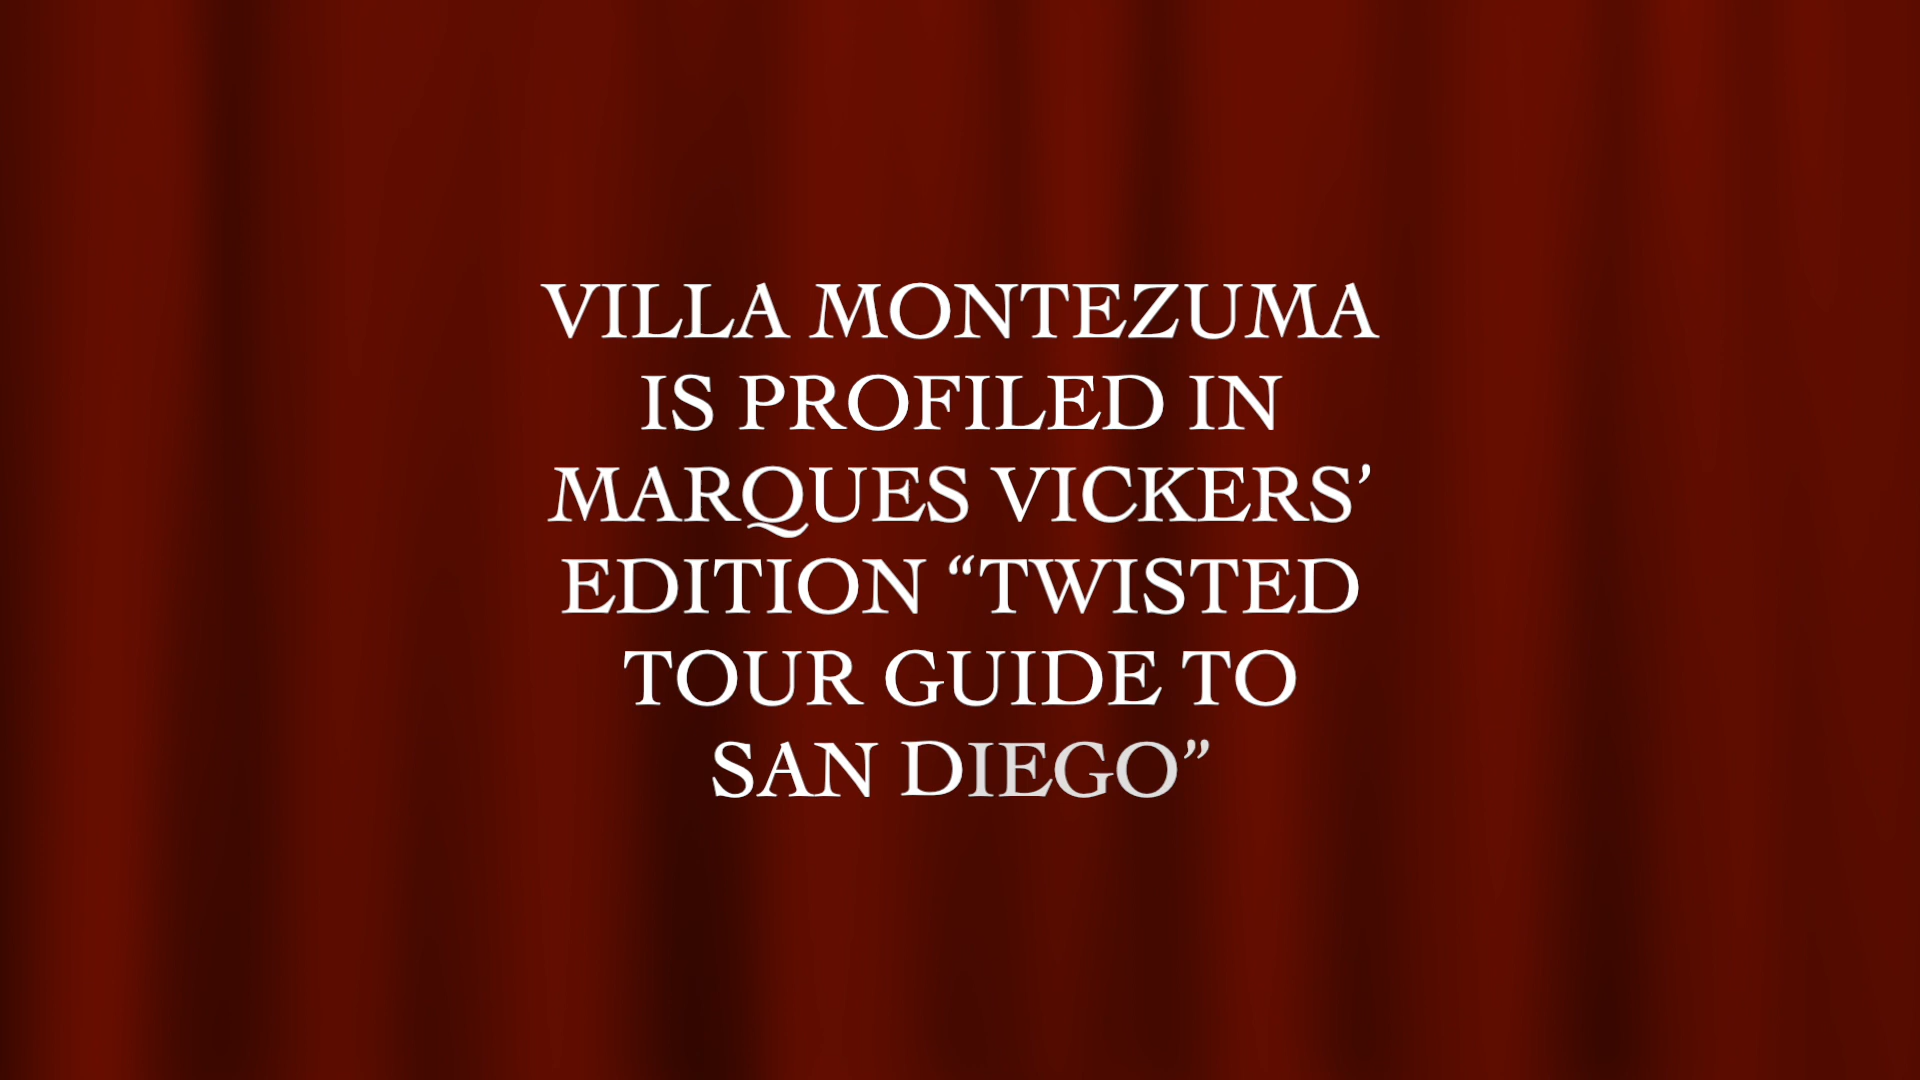 VILLA MONTEZUMA
IS PROFILED IN
MARQUES VICKERS’
EDITION “TWISTED
TOUR GUIDE TO
SAN DIEGO”